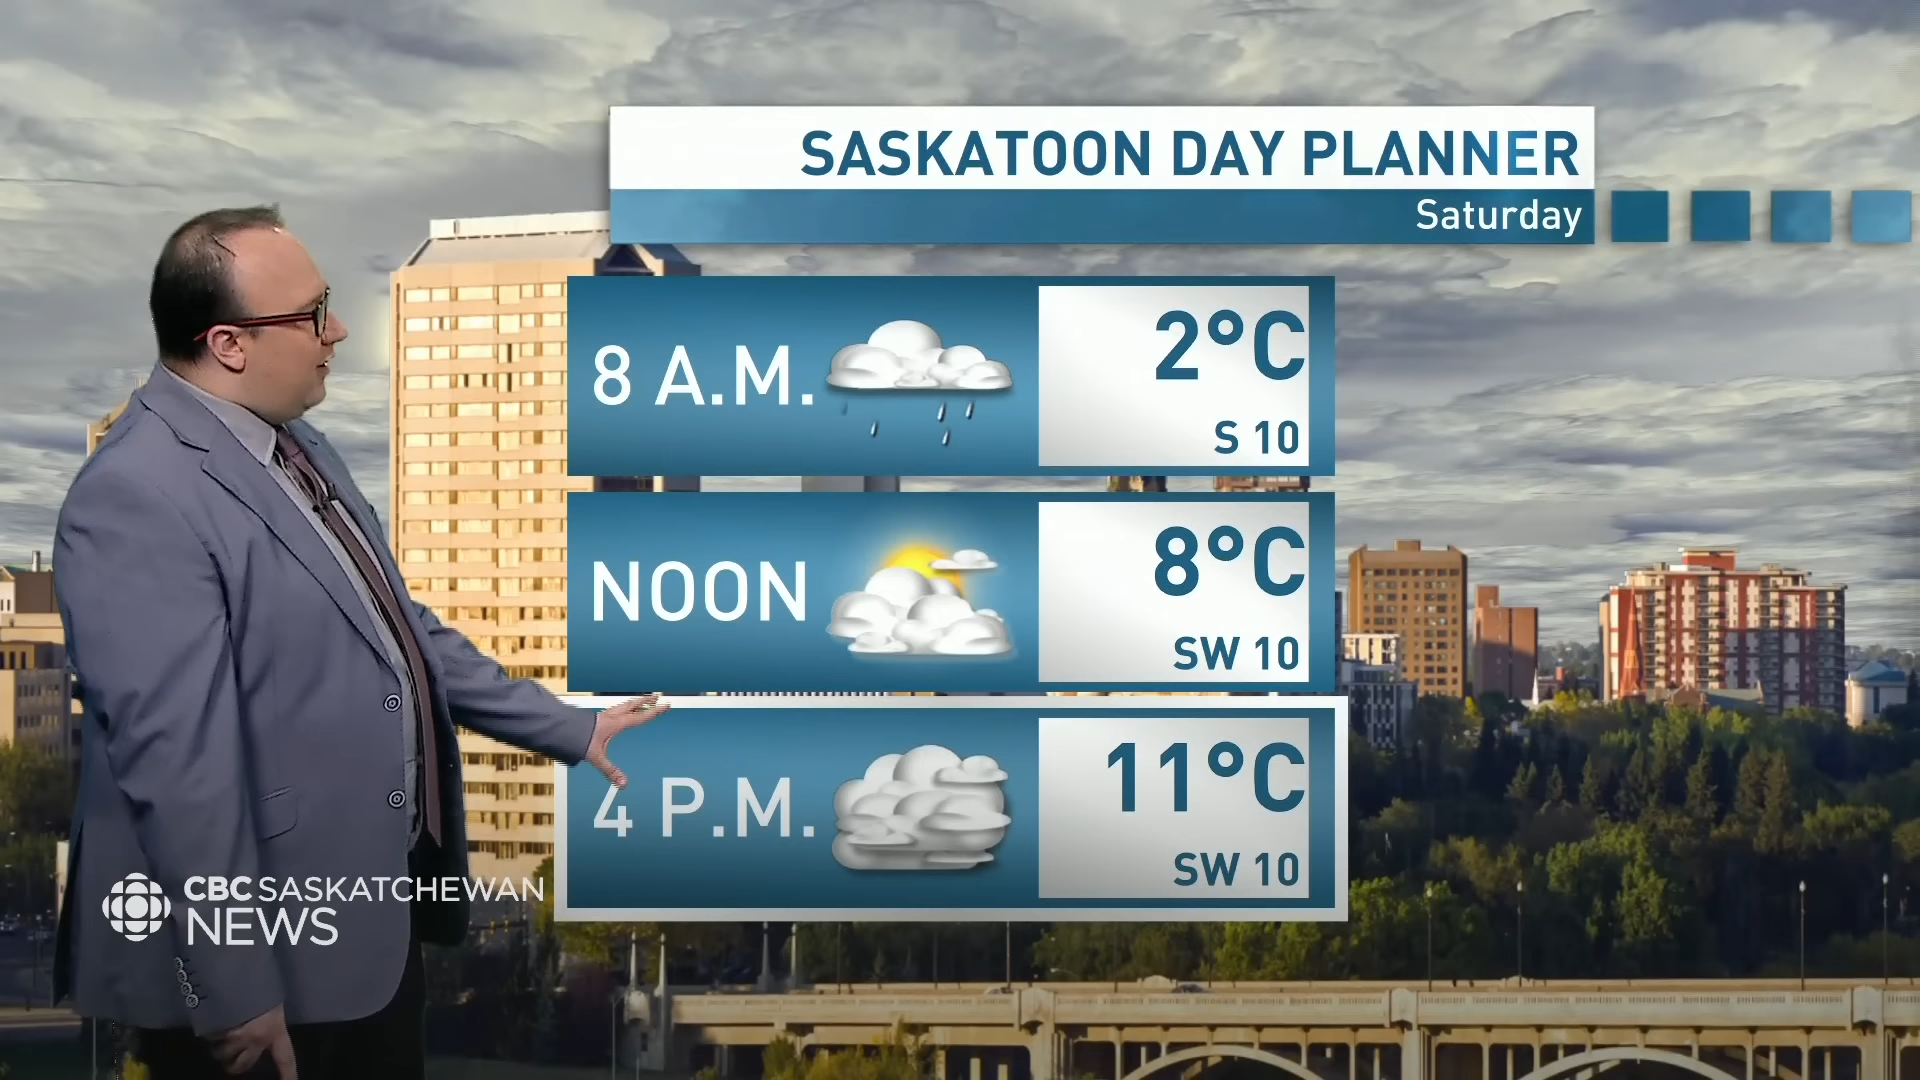 SASKATOON DAY PLANNER
Saturday
8 A.M.
2°C
S 10
NOON
8°C
SW 10
4 P.M.
11°C
SW 10
CBC SASKATCHEWAN
NEWS